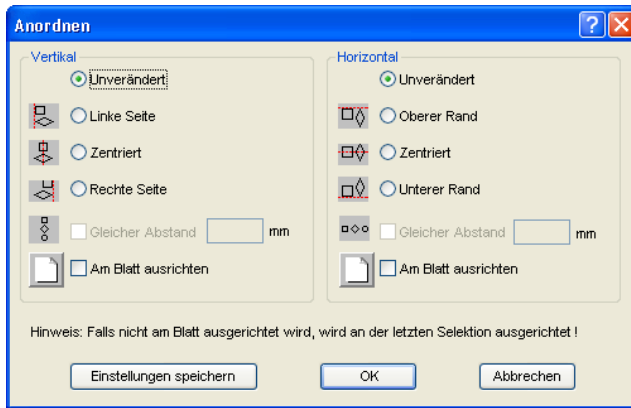 Anordnen
Vertikal
Unverändert
Linke Seite
Zentriert
Rechte Seite
Gleicher Abstand mm
Am Blatt ausrichten
Horizontal
Unverändert
Oberer Rand
Zentriert
Unterer Rand
Gleicher Abstand mm
Am Blatt ausrichten
Hinweis: Falls nicht am Blatt ausgerichtet wird, wird an der letzten Selektion ausgerichtet !
Einstellungen speichern OK Abbrechen